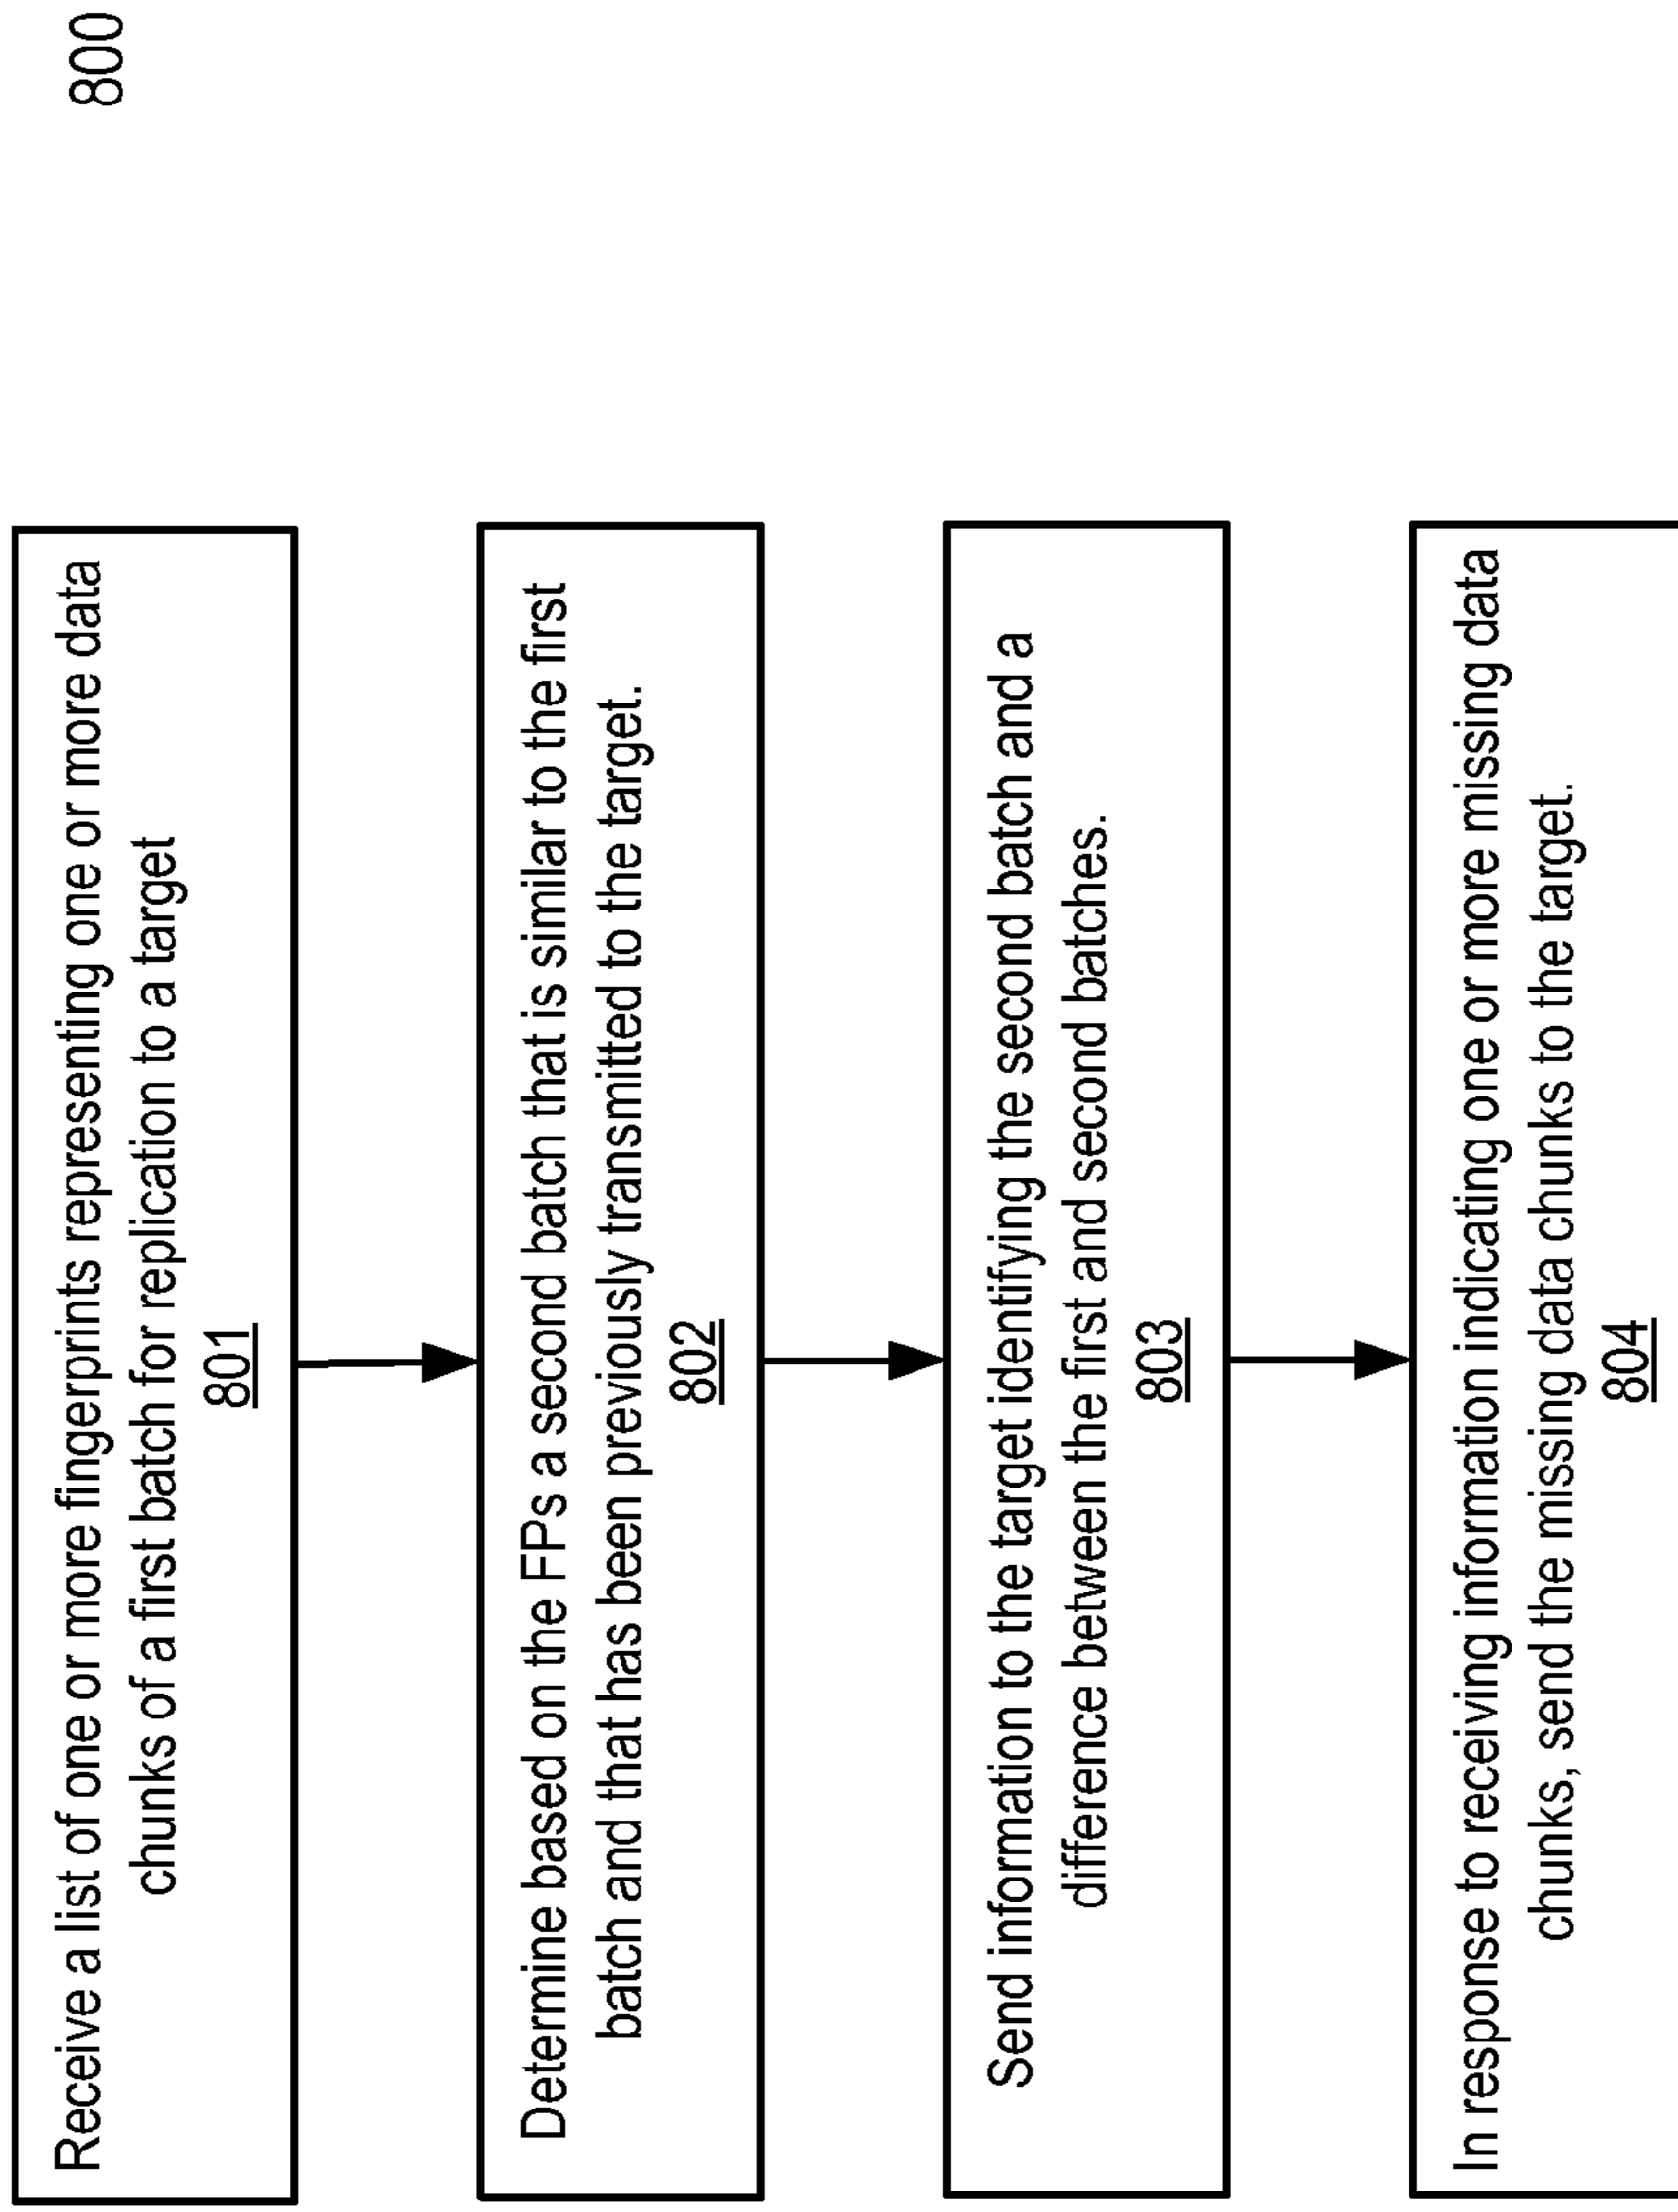 800
Receive a list of one or more fingerprints representing one or more data
chunks of a first batch for replication to a target
801
Determine based on the FPs a second batch that is similar to the first
batch and that has been previously transmitted to the target.
802
Send information to the target identifying the second batch and a
difference between the first and second batches.
803
In response to receiving information indicating one or more missing data
chunks, send the missing data chunks to the target.
804